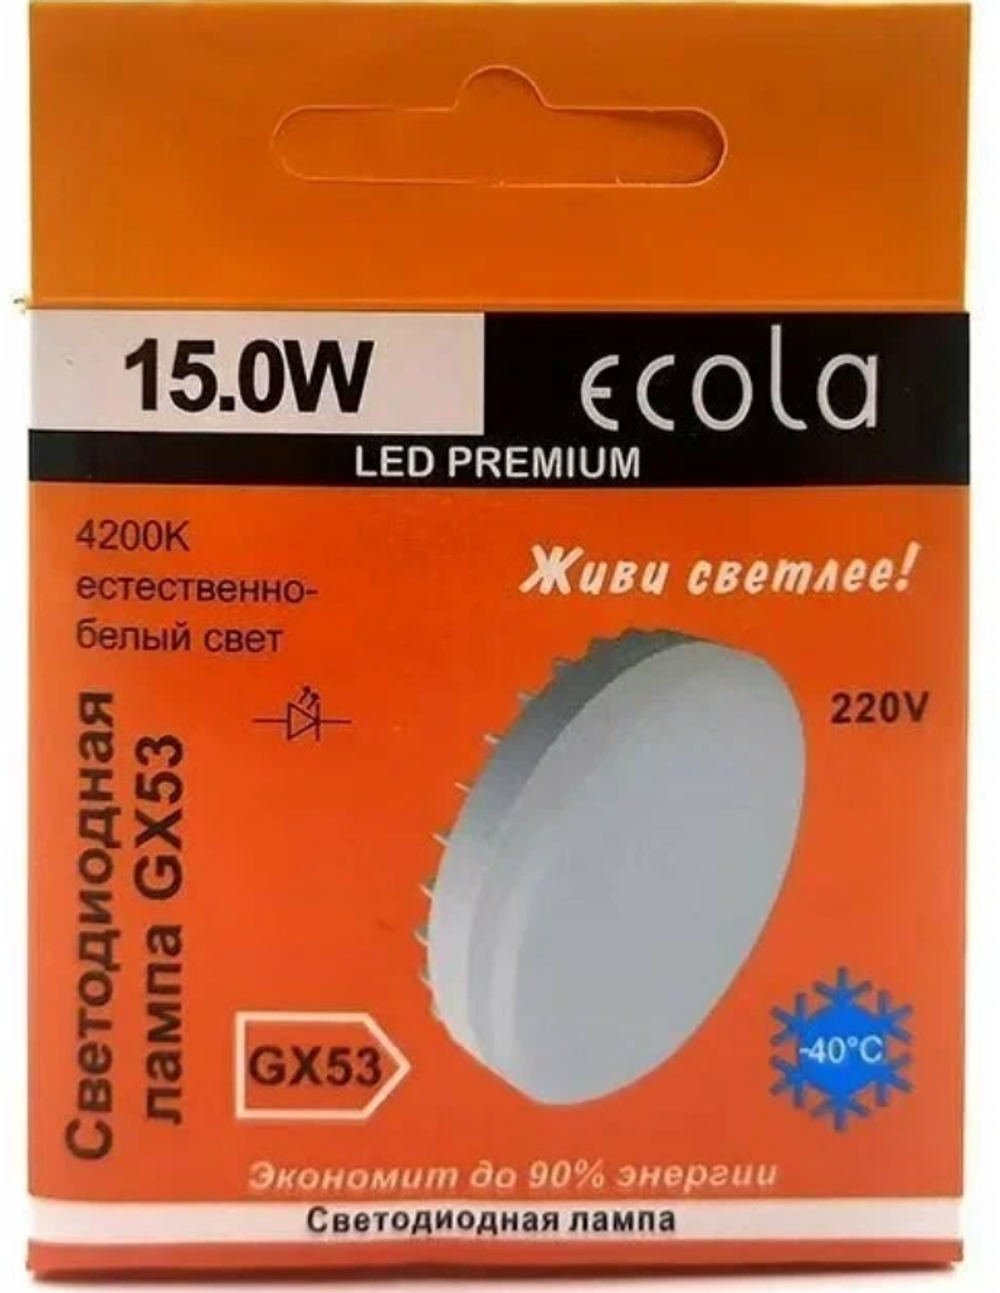 15.0W
ecola
LED PREMIUM
4200K
естественно-
белый свет
Живи светлее!
220V
Светодиодная
лампа GX53
GX53
-40°C
Экономит до 90% энергии
Светодиодная лампа